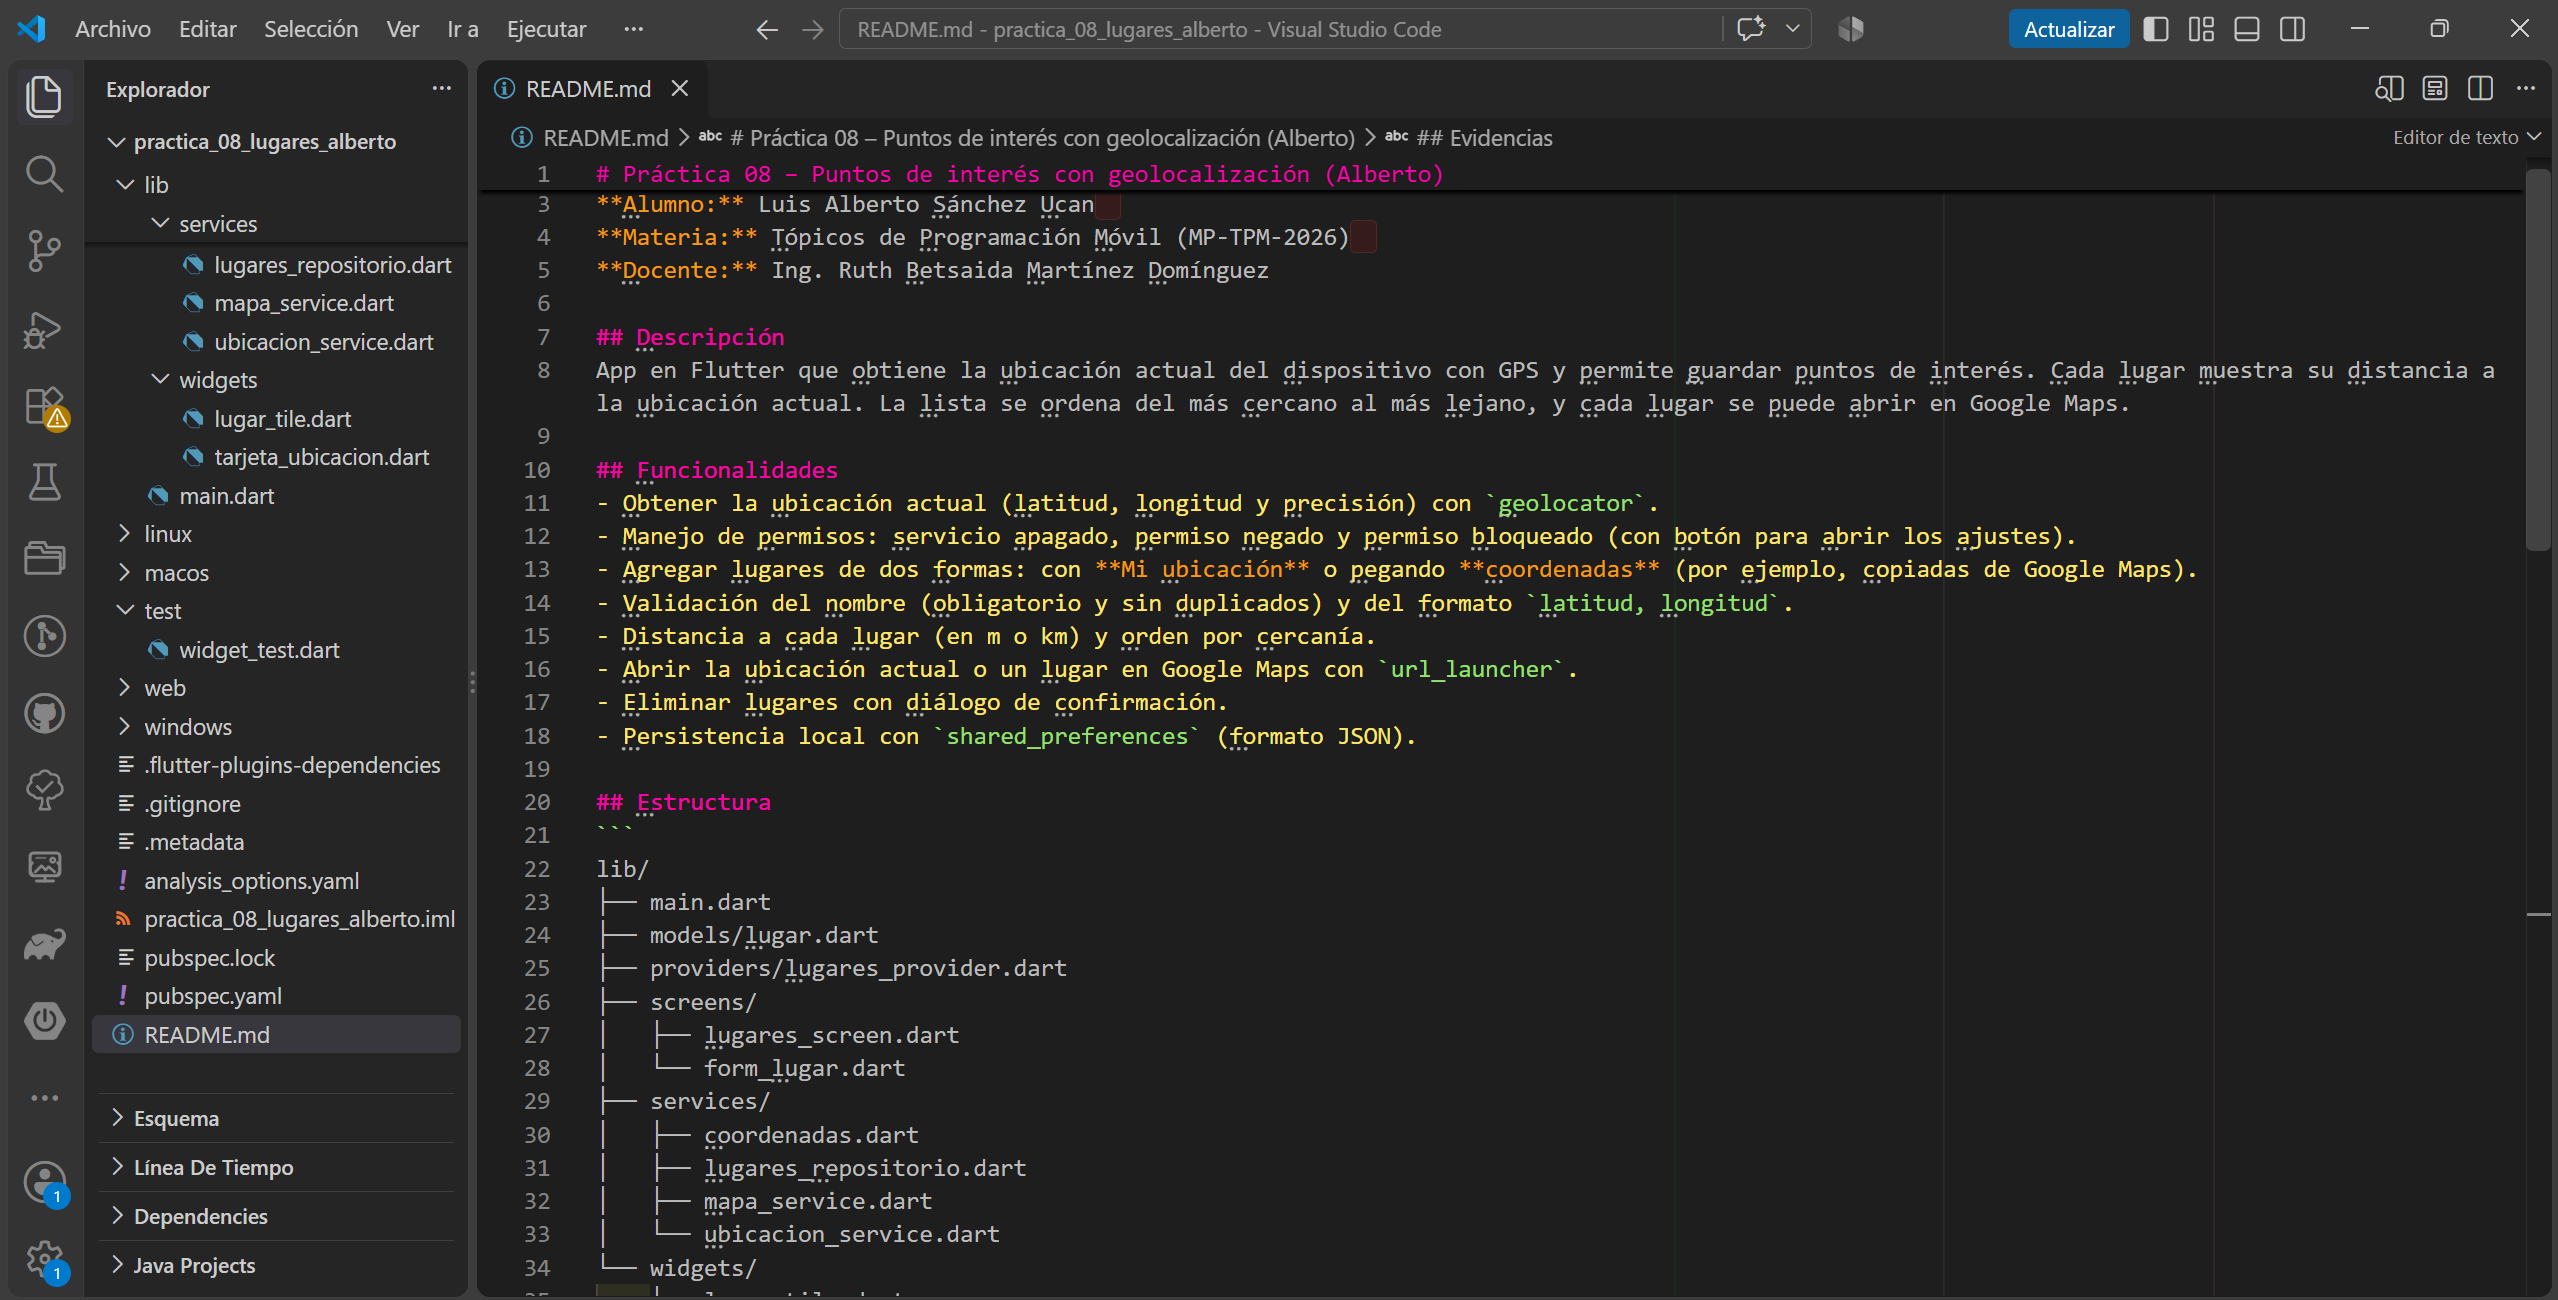 Archivo Editar Selección Ver Ir a Ejecutar ··· README.md - practica_08_lugares_alberto - Visual Studio Code Actualizar
Explorador
practica_08_lugares_alberto
lib
services
lugares_repositorio.dart
mapa_service.dart
ubicacion_service.dart
widgets
lugar_tile.dart
tarjeta_ubicacion.dart
main.dart
linux
macos
test
widget_test.dart
web
windows
.flutter-plugins-dependencies
.gitignore
.metadata
! analysis_options.yaml
practica_08_lugares_alberto.iml
pubspec.lock
! pubspec.yaml
README.md
Esquema
Línea De Tiempo
Dependencies
Java Projects
1
1
README.md
README.md > abc # Práctica 08 – Puntos de interés con geolocalización (Alberto) > abc ## Evidencias
Editor de texto
1 # Práctica 08 – Puntos de interés con geolocalización (Alberto)
3 **Alumno:** Luis Alberto Sánchez Ucan
4 **Materia:** Tópicos de Programación Móvil (MP-TPM-2026)
5 **Docente:** Ing. Ruth Betsaida Martínez Domínguez
6
7 ## Descripción
8 App en Flutter que obtiene la ubicación actual del dispositivo con GPS y permite guardar puntos de interés. Cada lugar muestra su distancia a
la ubicación actual. La lista se ordena del más cercano al más lejano, y cada lugar se puede abrir en Google Maps.
9
10 ## Funcionalidades
11 - Obtener la ubicación actual (latitud, longitud y precisión) con `geolocator`.
12 - Manejo de permisos: servicio apagado, permiso negado y permiso bloqueado (con botón para abrir los ajustes).
13 - Agregar lugares de dos formas: con **Mi ubicación** o pegando **coordenadas** (por ejemplo, copiadas de Google Maps).
14 - Validación del nombre (obligatorio y sin duplicados) y del formato `latitud, longitud`.
15 - Distancia a cada lugar (en m o km) y orden por cercanía.
16 - Abrir la ubicación actual o un lugar en Google Maps con `url_launcher`.
17 - Eliminar lugares con diálogo de confirmación.
18 - Persistencia local con `shared_preferences` (formato JSON).
19
20 ## Estructura
21 ```
22 lib/
23 ├── main.dart
24 ├── models/lugar.dart
25 ├── providers/lugares_provider.dart
26 ├── screens/
27 │   ├── lugares_screen.dart
28 │   └── form_lugar.dart
29 ├── services/
30 │   ├── coordenadas.dart
31 │   ├── lugares_repositorio.dart
32 │   ├── mapa_service.dart
33 │   └── ubicacion_service.dart
34 └── widgets/